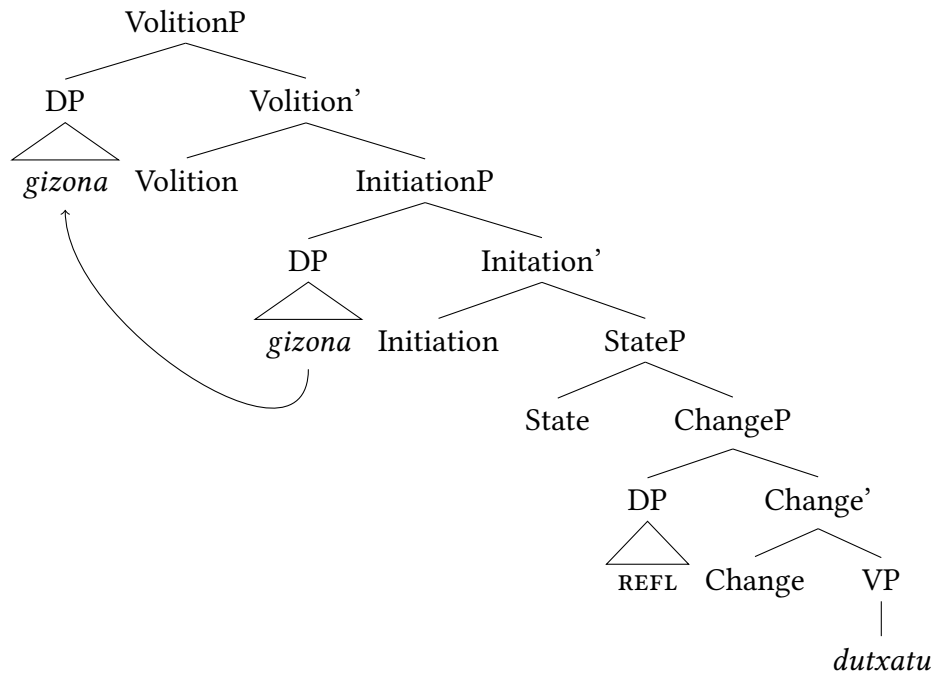 VolitionP
DP Volition’
gizona Volition InitiationP
DP Initation’
gizona Initiation StateP
State ChangeP
DP Change’
REFL Change VP
dutxatu